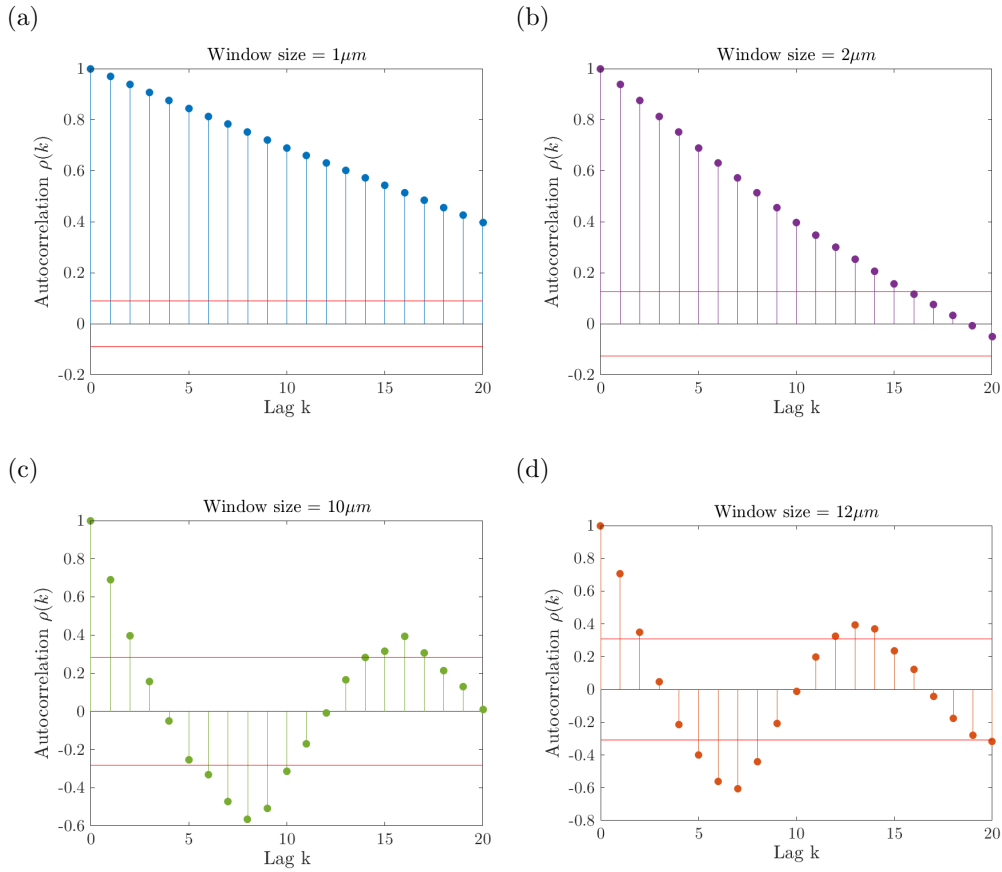 (a)
Window size = 1μm
1
0.8
0.6
0.4
0.2
0
-0.2
Autocorrelation ρ(k)
0 5 10 15 20
Lag k
(b)
Window size = 2μm
1
0.8
0.6
0.4
0.2
0
-0.2
Autocorrelation ρ(k)
0 5 10 15 20
Lag k
(c)
Window size = 10μm
1
0.8
0.6
0.4
0.2
0
-0.2
-0.4
-0.6
Autocorrelation ρ(k)
0 5 10 15 20
Lag k
(d)
Window size = 12μm
1
0.8
0.6
0.4
0.2
0
-0.2
-0.4
-0.6
-0.8
Autocorrelation ρ(k)
0 5 10 15 20
Lag k